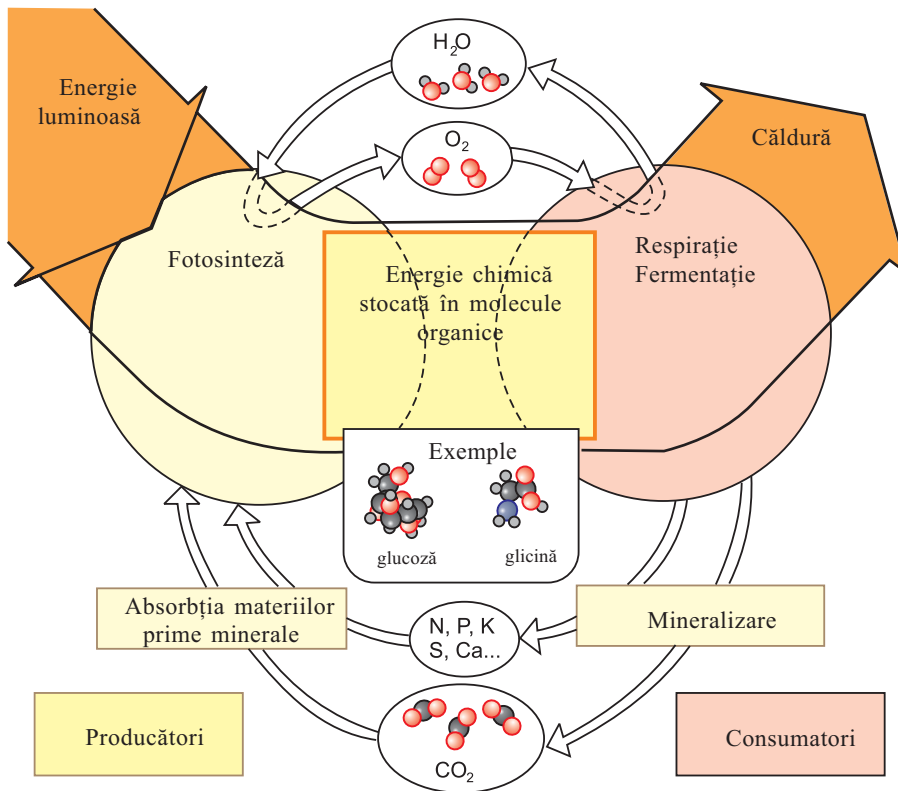 H2O
Energie
luminoasă
O2
Căldură
Fotosinteză
Energie chimică
stocată în molecule
organice
Respirație
Fermentație
Exemple
glucoză
glicină
Absorbția materiilor
prime minerale
N, P, K
S, Ca...
Mineralizare
Producători
CO2
Consumatori